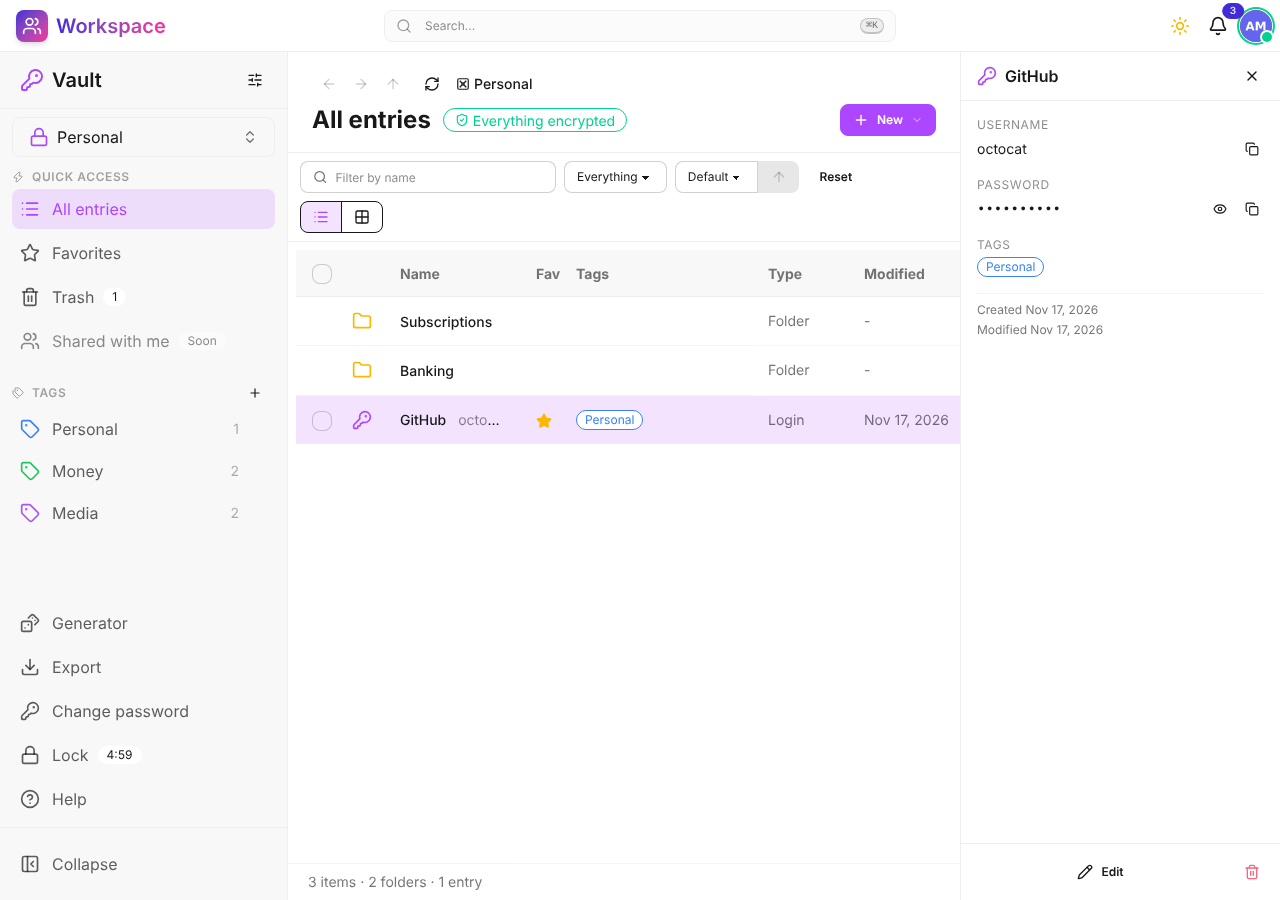 Workspace
Search...
⌘K
3
AM
Vault
Personal
QUICK ACCESS
All entries
Favorites
Trash 1
Shared with me Soon
TAGS
Personal 1
Money 2
Media 2
Generator
Export
Change password
Lock 4:59
Help
Collapse
Personal
All entries
Everything encrypted
New
Filter by name
Everything
Default
Reset
Name Fav Tags Type Modified
Subscriptions Folder -
Banking Folder -
GitHub octo... Personal Login Nov 17, 2026
3 items · 2 folders · 1 entry
GitHub
USERNAME
octocat
PASSWORD
••••••••••
TAGS
Personal
Created Nov 17, 2026
Modified Nov 17, 2026
Edit